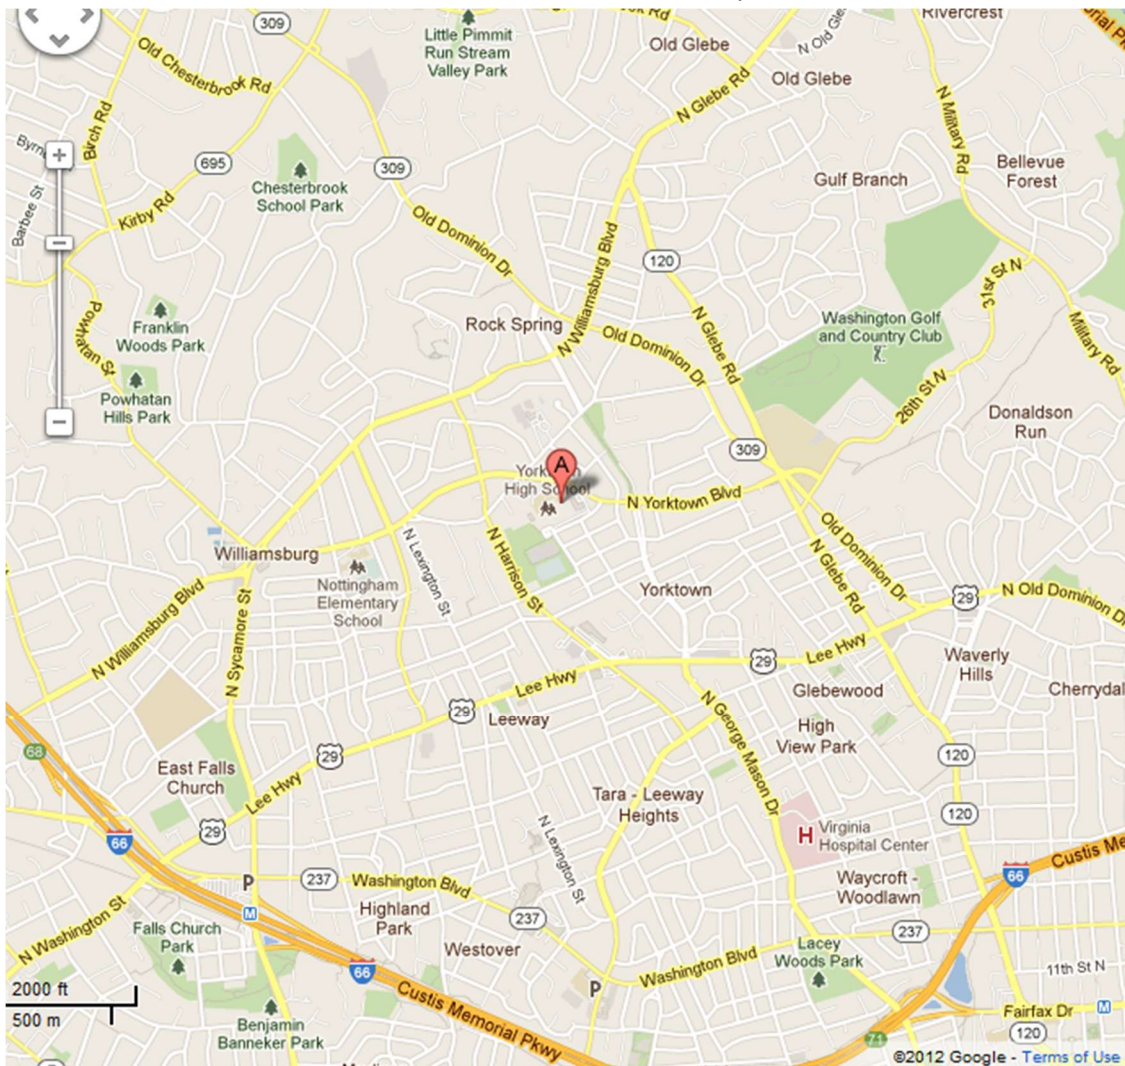 309
Little Pimmit
Run Stream
Valley Park
Old Glebe
N Old Gle
Rivercrest
Old Chesterbrook Rd
Old Glebe
N Glebe Rd
N Military Rd
Birch Rd
695
309
Bellevue
Forest
Chesterbrook
School Park
Gulf Branch
Barbee St
Kirby Rd
Old Dominion Dr
N Williamsburg Blvd
120
31st St N
Franklin
Woods Park
Rock Spring
N Glebe Rd
Washington Golf
and Country Club
Military Rd
Powhatan St
Old Dominion Dr
Powhatan
Hills Park
26th St N
Donaldson
Run
309
A
High School
N Yorktown Blvd
Old Dominion Dr
Williamsburg
N Lexington St
N Harrison St
N Glebe Rd
Nottingham
Elementary
School
Yorktown
29
N Old Dominion Dr
N Williamsburg Blvd
N Sycamore St
Lee Hwy
29
Waverly
Hills
Lee Hwy
29
Leeway
N George Mason Dr
Glebewood
Cherrydal
High
View Park
68
29
120
East Falls
Church
Lee Hwy
Tara - Leeway
Heights
120
29
66
N Lexington St
H
Virginia
Hospital Center
Custis Me
66
P
237
Washington Blvd
Waycroft -
Woodlawn
M
Highland
Park
237
237
N Washington St
Falls Church
Park
Westover
Lacey
Woods Park
66
Washington Blvd
11th St N
2000 ft
500 m
Custis Memorial Pkwy
P
Fairfax Dr
M
Benjamin
Banneker Park
120
71
©2012 Google - Terms of Use